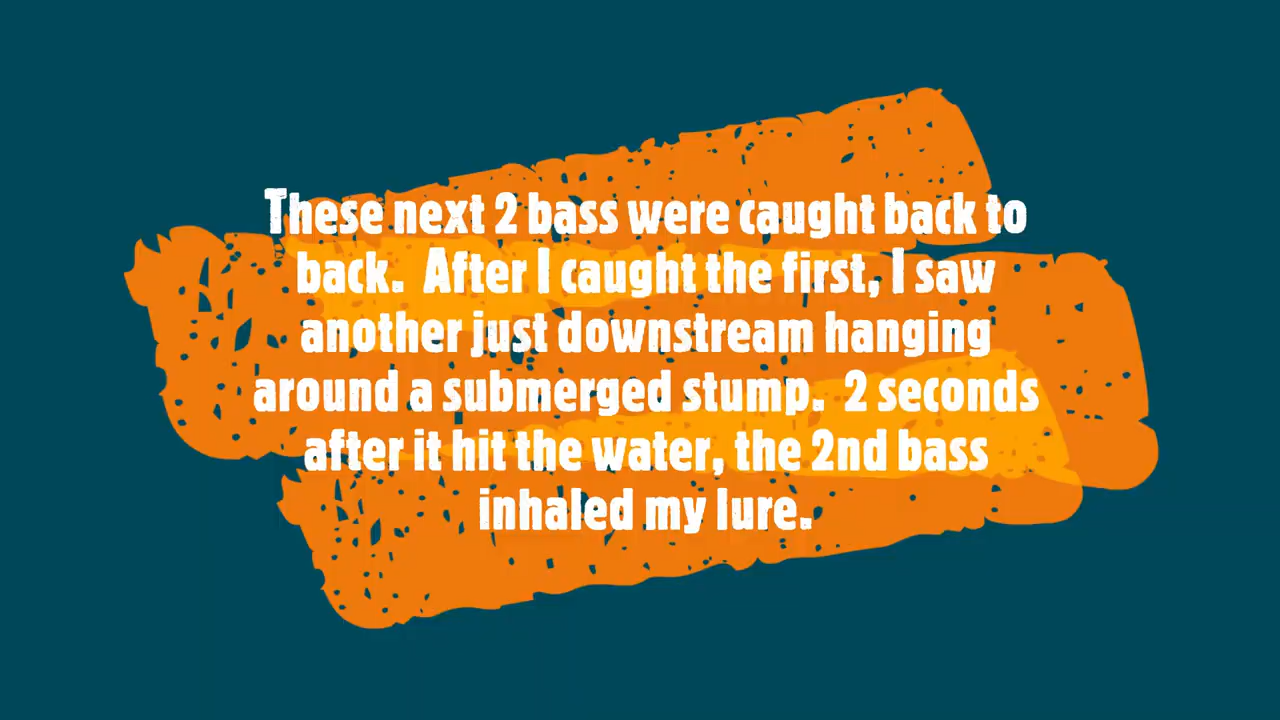 These next 2 bass were caught back to
back.  After I caught the first, I saw
another just downstream hanging
around a submerged stump.  2 seconds
after it hit the water, the 2nd bass
inhaled my lure.